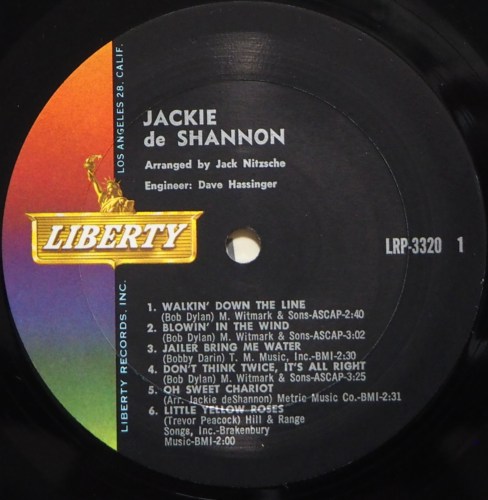 JACKIE
de SHANNON
Arranged by Jack Nitzsche
Engineer: Dave Hassinger
LIBERTY
LRP-3320 1
1. WALKIN' DOWN THE LINE
(Bob Dylan) M. Witmark & Sons-ASCAP-2:40
2. BLOWIN' IN THE WIND
(Bob Dylan) M. Witmark & Sons-ASCAP-3:02
3. JAILER BRING ME WATER
(Bobby Darin) T. M. Music, Inc.-BMI-2:30
4. DON'T THINK TWICE, IT'S ALL RIGHT
(Bob Dylan) M. Witmark & Sons-ASCAP-3:25
5. OH SWEET CHARIOT
(Arr. Jackie deShannon) Metric Music Co.-BMI-2:31
6. LITTLE YELLOW ROSES
(Trevor Peacock) Hill & Range
Songs, Inc.-Brakenbury
Music-BMI-2:00
LIBERTY RECORDS, INC.
LOS ANGELES 28, CALIF.